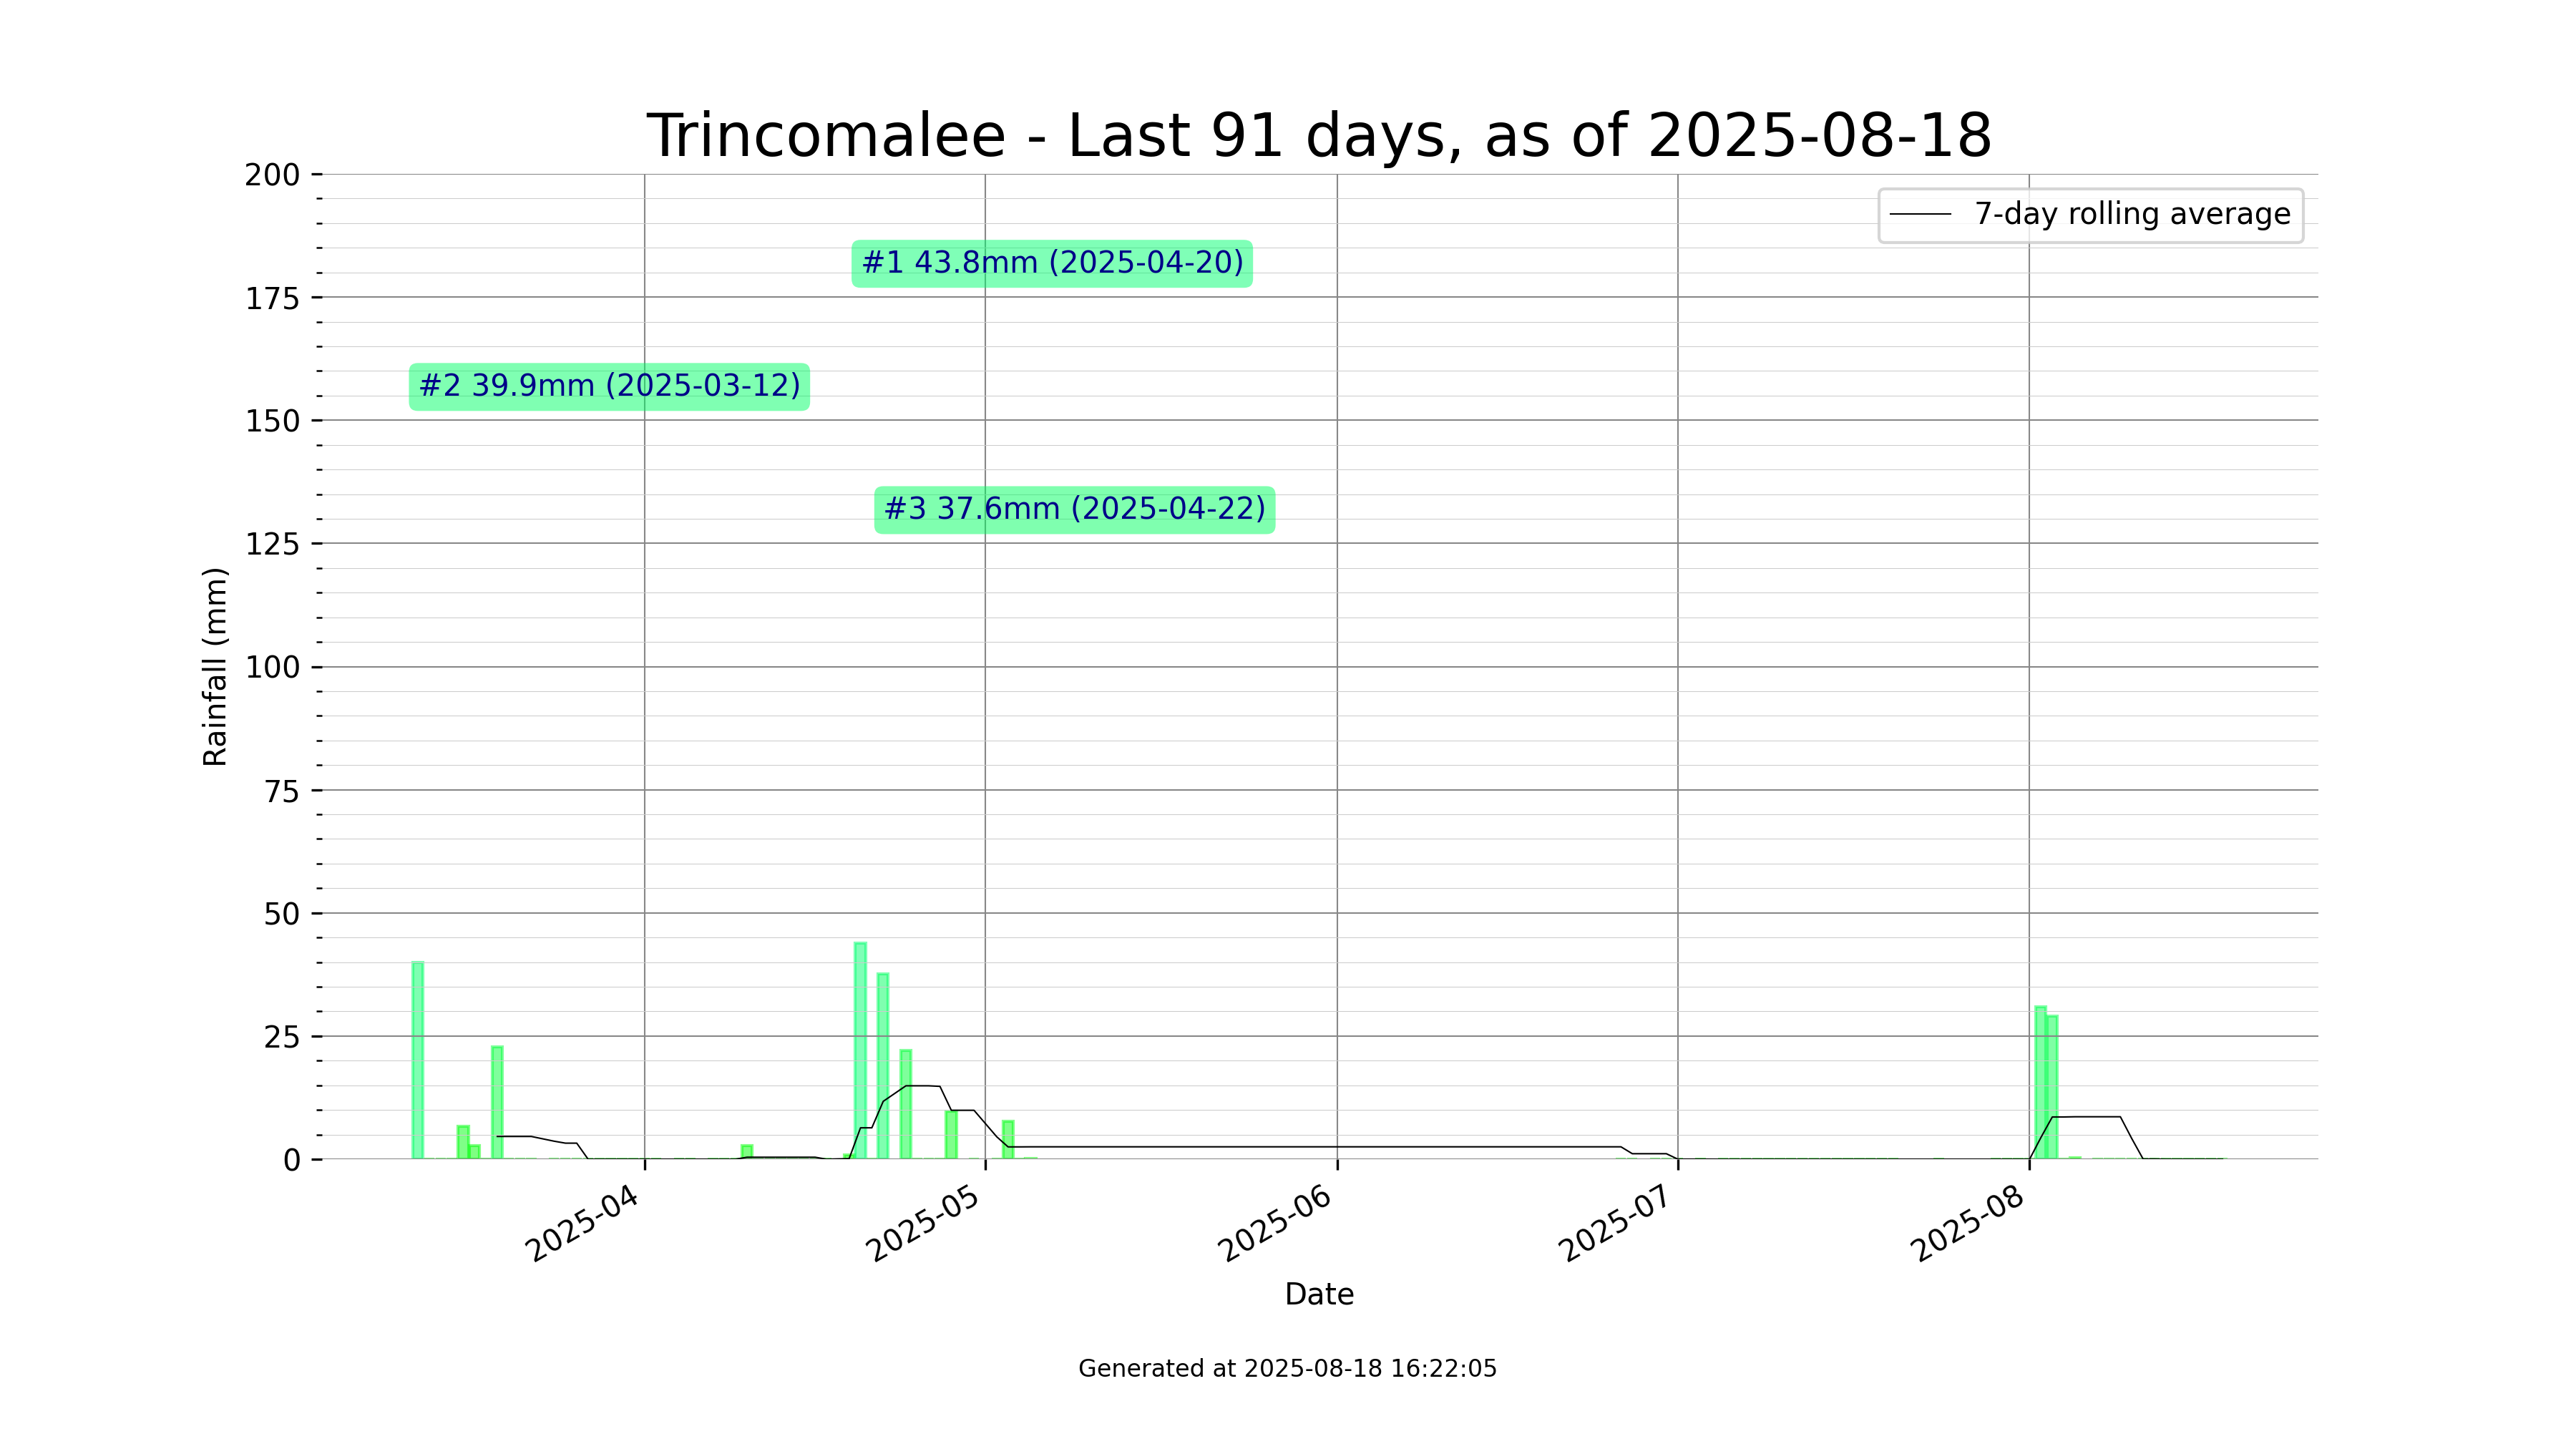 Trincomalee - Last 91 days, as of 2025-08-18
200
175
150
125
100
75
50
25
0
Rainfall (mm)
7-day rolling average
#1 43.8mm (2025-04-20)
#2 39.9mm (2025-03-12)
#3 37.6mm (2025-04-22)
2025-04
2025-05
2025-06
2025-07
2025-08
Date
Generated at 2025-08-18 16:22:05